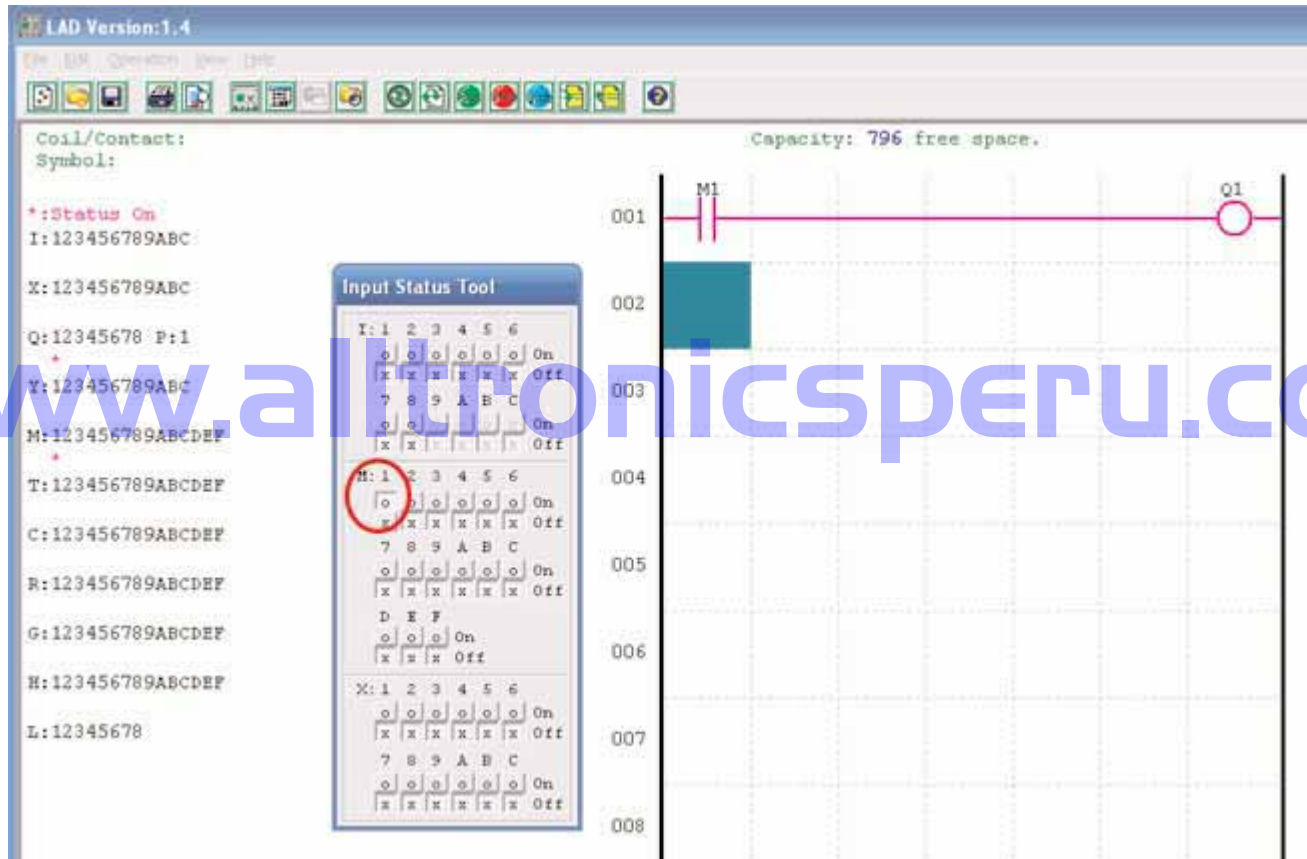 LAD Version:1.4
File Edit Operation View Help
Coil/Contact:
Symbol:
Capacity: 796 free space.
*:Status On
I:123456789ABC
X:123456789ABC
Q:12345678 P:1
*
Y:123456789ABC
M:123456789ABCDEF
*
T:123456789ABCDEF
C:123456789ABCDEF
R:123456789ABCDEF
G:123456789ABCDEF
H:123456789ABCDEF
L:12345678
Input Status Tool
I: 1 2 3 4 5 6
o o o o o o On
x x x x x x Off
7 8 9 A B C
o o On
x x Off
M: 1 2 3 4 5 6
o o o o o o On
x x x x x x Off
7 8 9 A B C
o o o o o o On
x x x x x x Off
D E F
o o o On
x x x Off
X: 1 2 3 4 5 6
o o o o o o On
x x x x x x Off
7 8 9 A B C
o o o o o o On
x x x x x x Off
M1 Q1
001
002
003
004
005
006
007
008
www.alltronicsperu.co